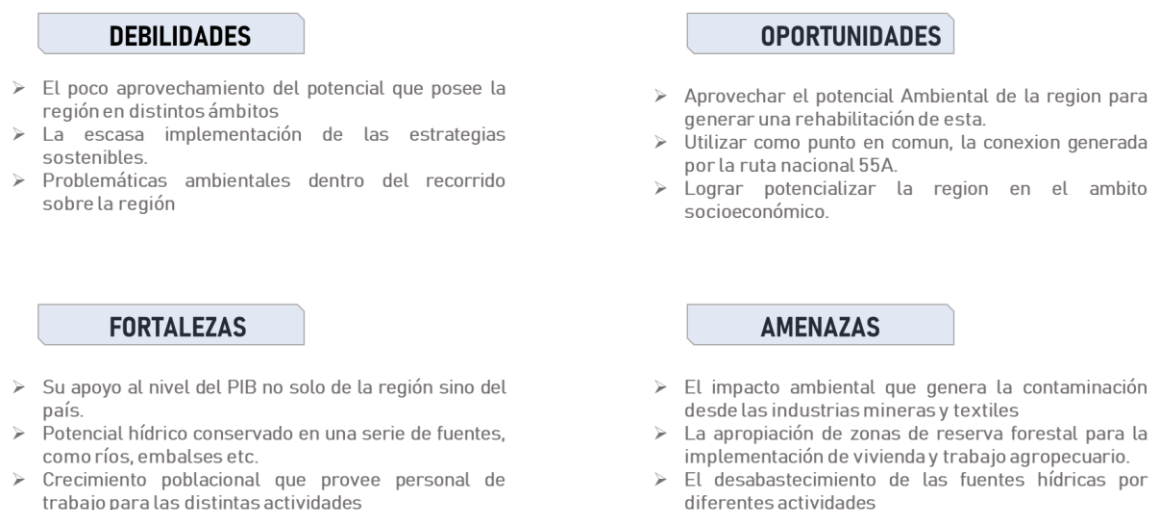 DEBILIDADES
➢ El poco aprovechamiento del potencial que posee la
región en distintos ámbitos
➢ La escasa implementación de las estrategias
sostenibles.
➢ Problemáticas ambientales dentro del recorrido
sobre la región
OPORTUNIDADES
➢ Aprovechar el potencial Ambiental de la region para
generar una rehabilitación de esta.
➢ Utilizar como punto en comun, la conexion generada
por la ruta nacional 55A.
➢ Lograr potencializar la region en el ambito
socioeconómico.
FORTALEZAS
➢ Su apoyo al nivel del PIB no solo de la región sino del
país.
➢ Potencial hídrico conservado en una serie de fuentes,
como ríos, embalses etc.
➢ Crecimiento poblacional que provee personal de
trabajo para las distintas actividades
AMENAZAS
➢ El impacto ambiental que genera la contaminación
desde las industrias mineras y textiles
➢ La apropiación de zonas de reserva forestal para la
implementación de vivienda y trabajo agropecuario.
➢ El desabastecimiento de las fuentes hídricas por
diferentes actividades